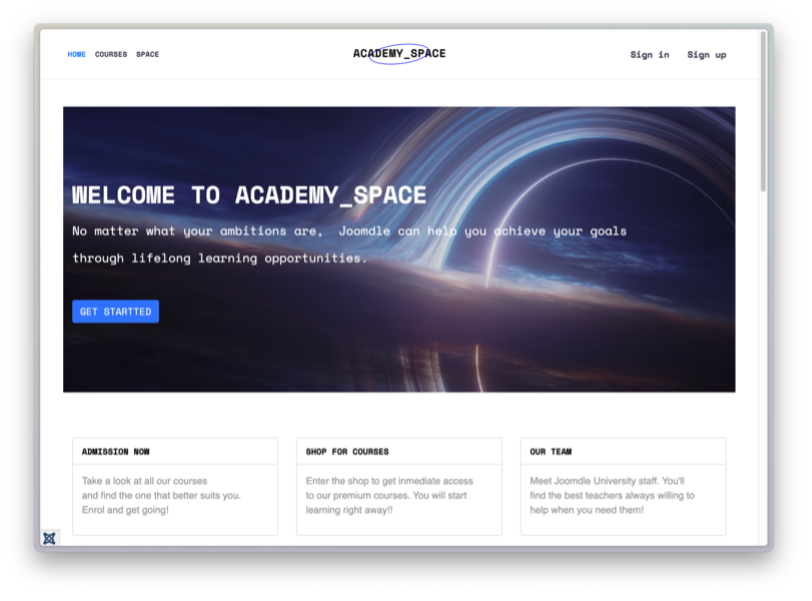 HOME COURSES SPACE
ACADEMY_SPACE
Sign in Sign up
WELCOME TO ACADEMY_SPACE
No matter what your ambitions are, Joomdle can help you achieve your goals
through lifelong learning opportunities.
GET STARTTED
ADMISSION NOW
Take a look at all our courses
and find the one that better suits you.
Enrol and get going!
SHOP FOR COURSES
Enter the shop to get inmediate access
to our premium courses. You will start
learning right away!!
OUR TEAM
Meet Joomdle University staff. You'll
find the best teachers always willing to
help when you need them!